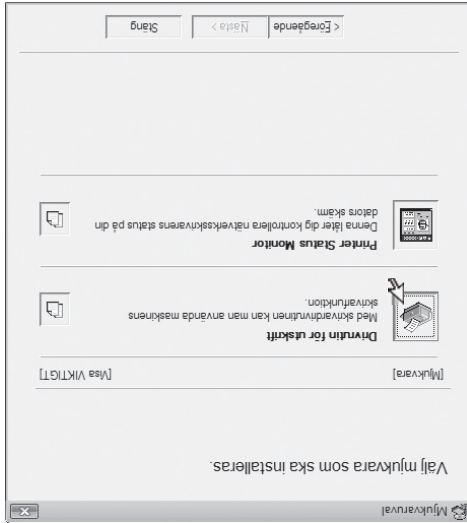 Mjukvaruval
Välj mjukvara som ska installeras.
[Mjukvara] [Visa VIKTIGT]
Drivrutin för utskrift
Med skrivardrivrutinen kan man använda maskinens
skrivarfunktion.
Printer Status Monitor
Denna låter dig kontrollera nätverksskrivarens status på din
dators skärm.
< Föregående Nästa > Stäng